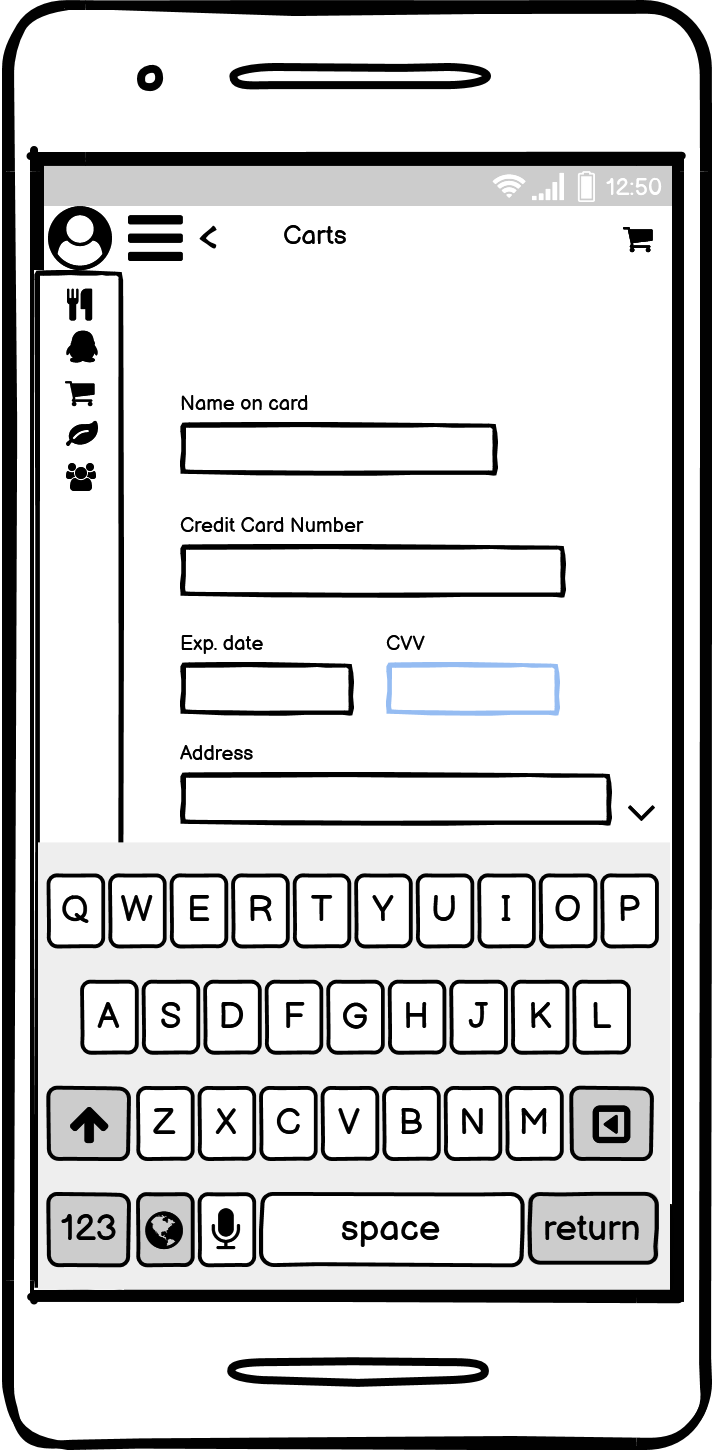 12:50
Carts
Name on card
Credit Card Number
Exp. date CVV
Address
Q W E R T Y U I O P
A S D F G H J K L
Z X C V B N M
123 space return